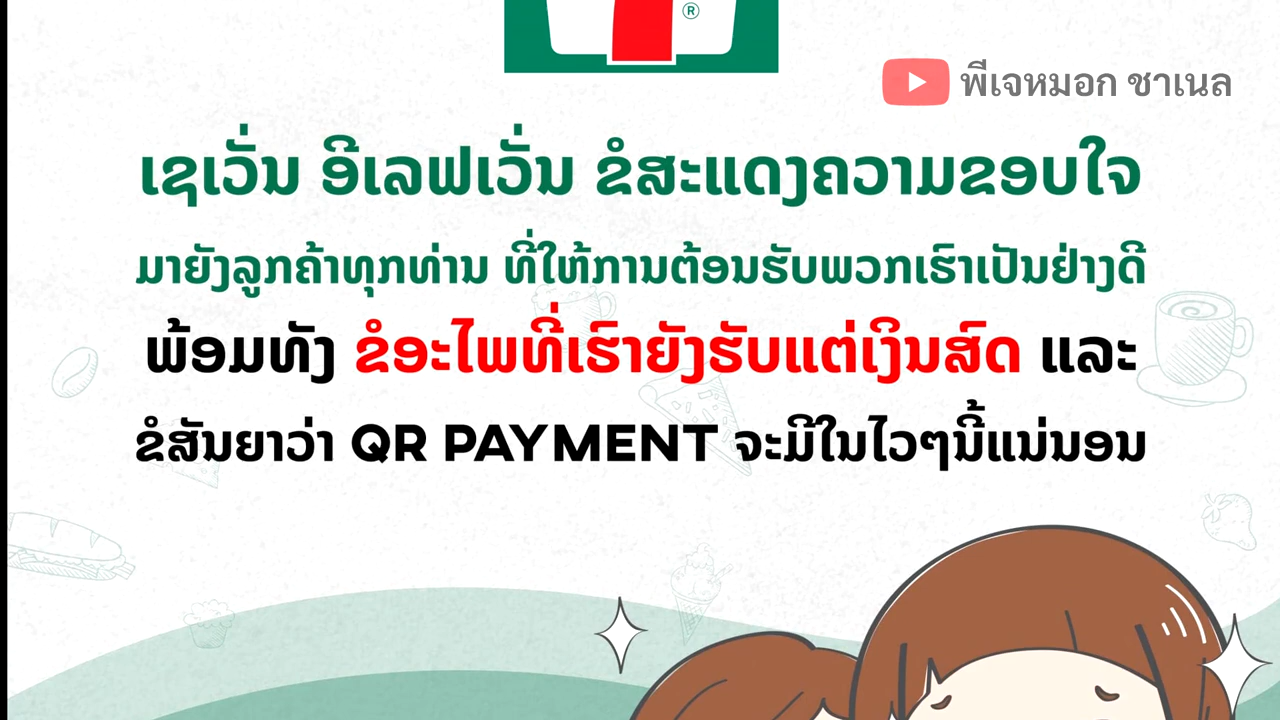 ®
พีเจหมอก ชาเนล
ເຊເວັ່ນ ອີເລຟເວັ່ນ ຂໍສະແດງຄວາມຂອບໃຈ
ມາຍັງລູກຄ້າທຸກທ່ານ ທີ່ໃຫ້ການຕ້ອນຮັບພວກເຮົາເປັນຢ່າງດີ
ພ້ອມທັງ ຂໍອະໄພທີ່ເຮົາຍັງຮັບແຕ່ເງິນສົດ ແລະ
ຂໍສັນຍາວ່າ QR PAYMENT ຈະມີໃນໄວໆນີ້ແນ່ນອນ